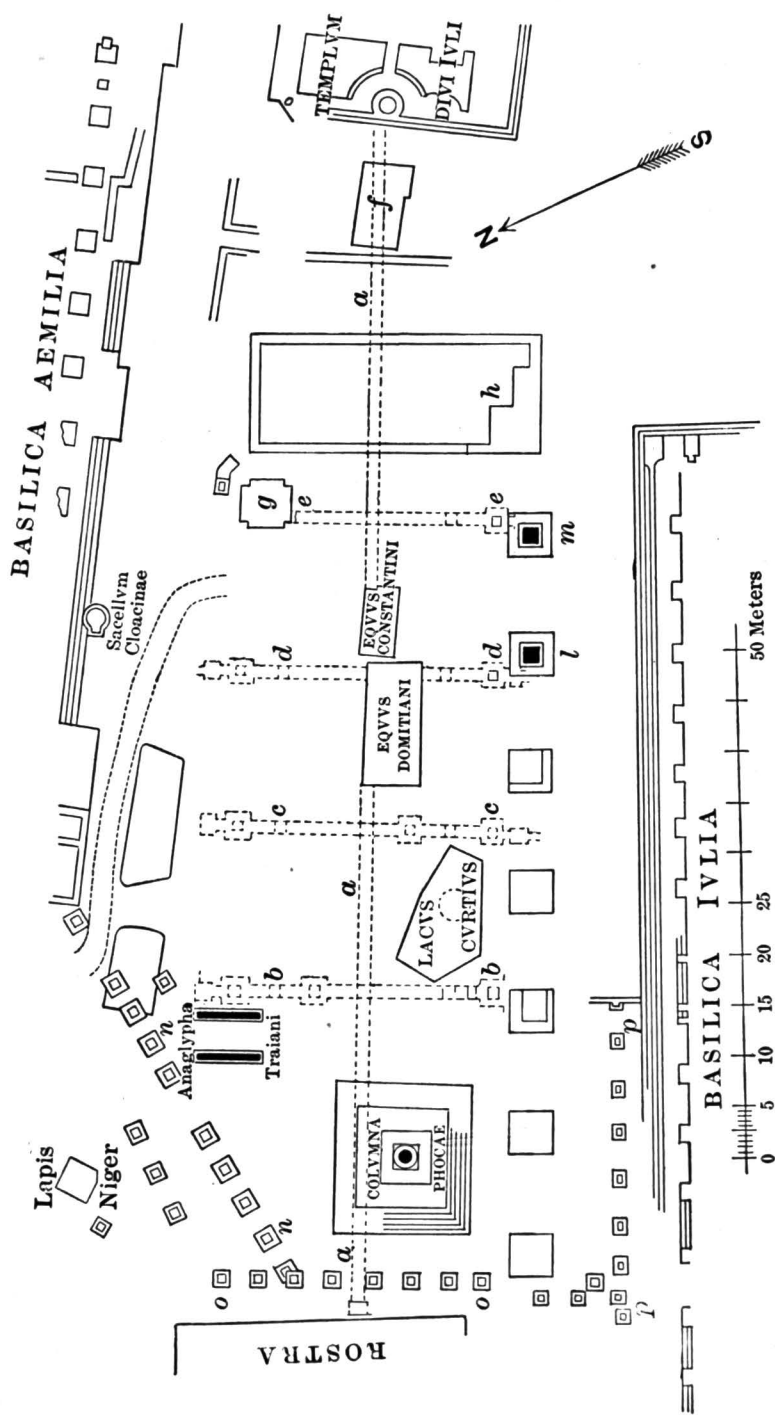 BASILICA AEMILIA
TEMPLVM
DIVI IVLI
f
S
N
a
h
g
e
e
m
EQVVS
CONSTANTINI
Sacellvm
Cloacinae
d
d
l
EQVVS
DOMITIANI
c
c
a
LACVS
CVRTIVS
b
b
n
Anaglypha
Traiani
Lapis
Niger
COLVMNA
PHOCAE
n
a
o
o
p
p
ROSTRA
BASILICA IVLIA
0 5 10 15 20 25 50 Meters